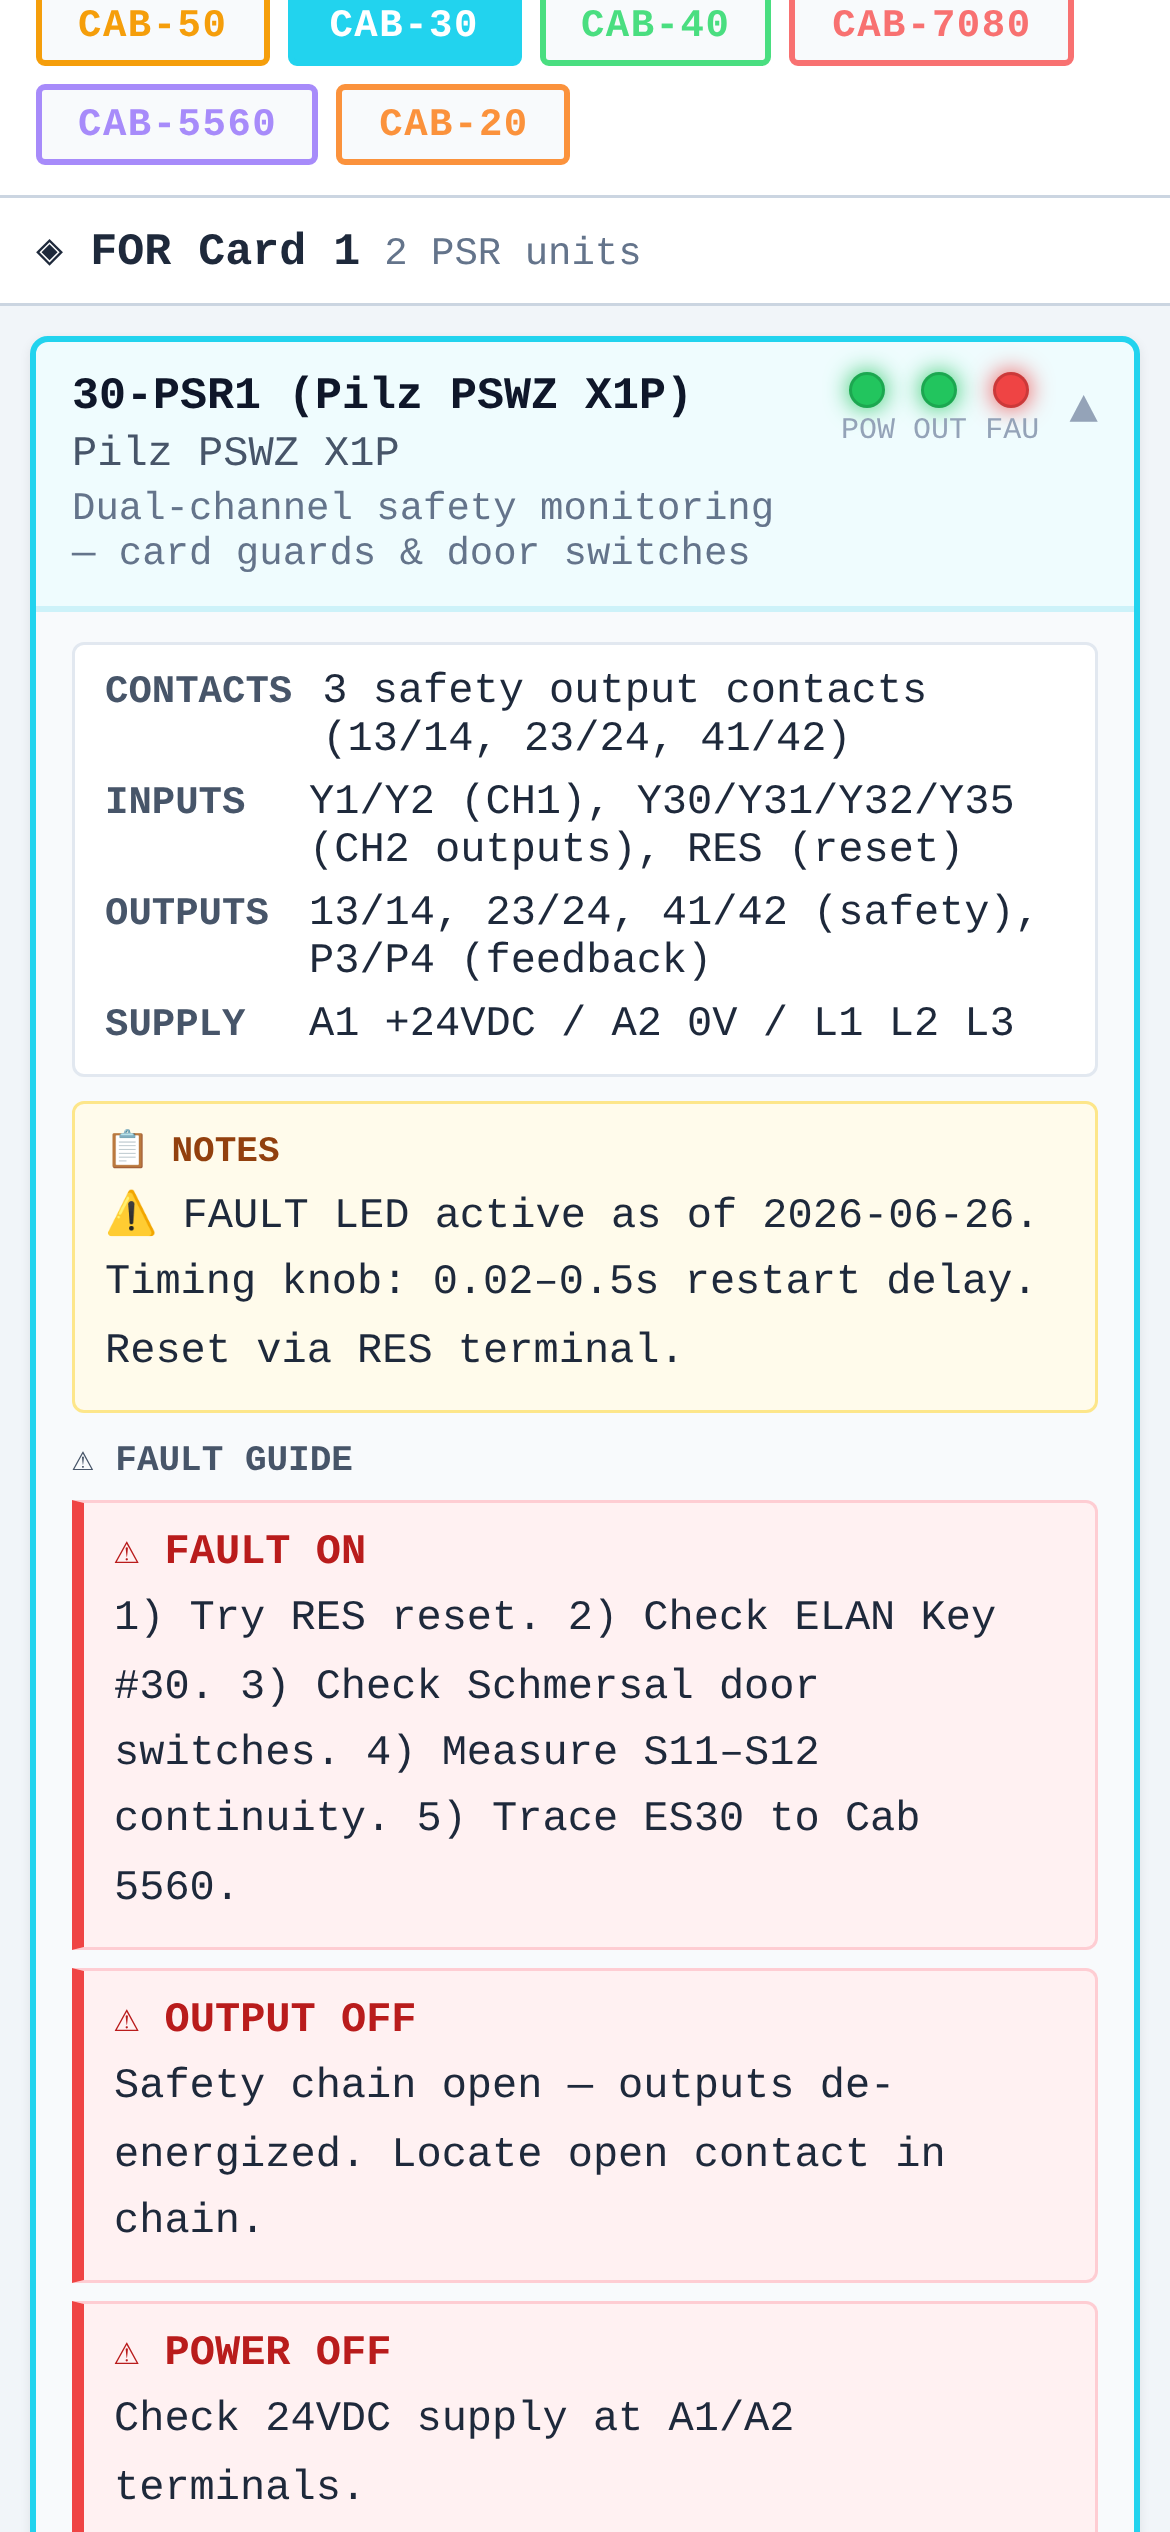 CAB-50 CAB-30 CAB-40 CAB-7080
CAB-5560 CAB-20
◈ FOR Card 1 2 PSR units
30-PSR1 (Pilz PSWZ X1P)
POW OUT FAU ▲
Pilz PSWZ X1P
Dual-channel safety monitoring
— card guards & door switches
CONTACTS 3 safety output contacts
(13/14, 23/24, 41/42)
INPUTS Y1/Y2 (CH1), Y30/Y31/Y32/Y35
(CH2 outputs), RES (reset)
OUTPUTS 13/14, 23/24, 41/42 (safety),
P3/P4 (feedback)
SUPPLY A1 +24VDC / A2 0V / L1 L2 L3
📋 NOTES
⚠️ FAULT LED active as of 2026-06-26.
Timing knob: 0.02–0.5s restart delay.
Reset via RES terminal.
⚠ FAULT GUIDE
⚠ FAULT ON
1) Try RES reset. 2) Check ELAN Key
#30. 3) Check Schmersal door
switches. 4) Measure S11–S12
continuity. 5) Trace ES30 to Cab
5560.
⚠ OUTPUT OFF
Safety chain open — outputs de-
energized. Locate open contact in
chain.
⚠ POWER OFF
Check 24VDC supply at A1/A2
terminals.